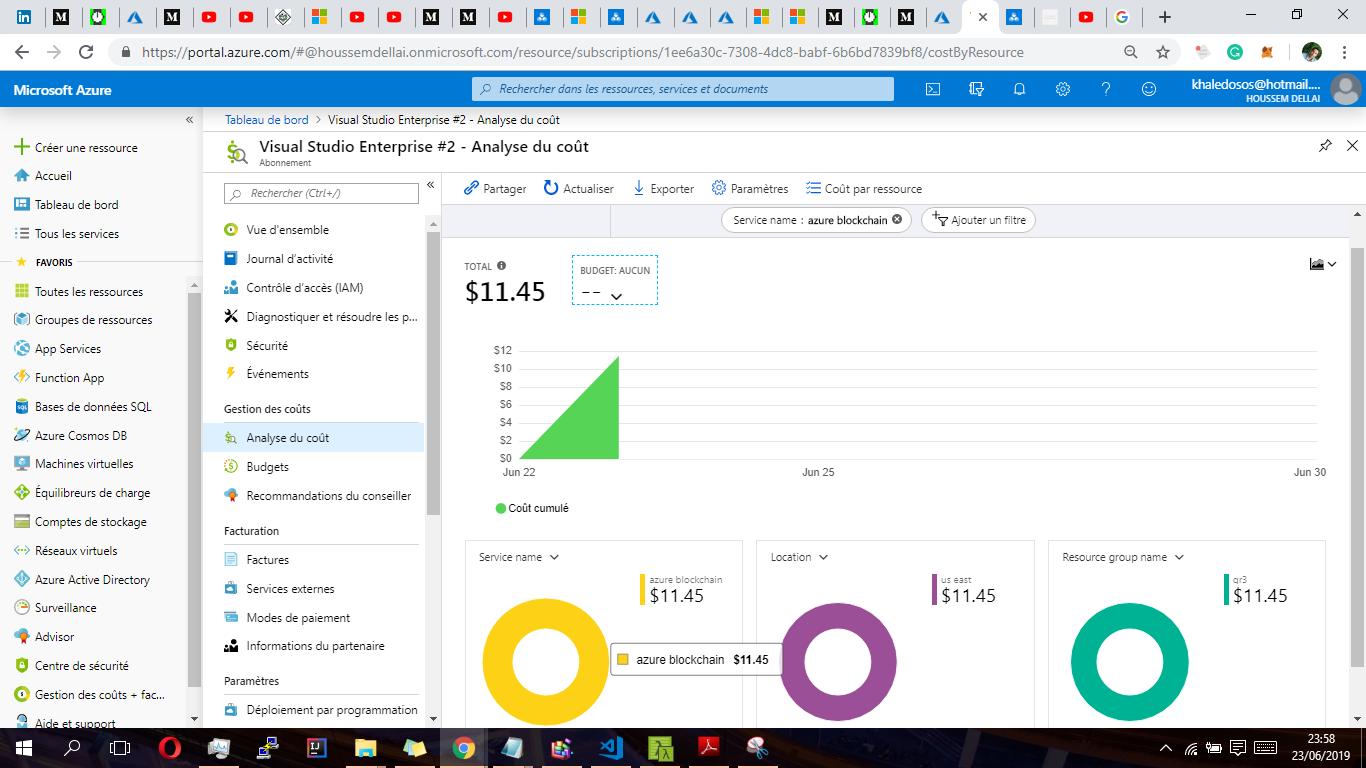 https://portal.azure.com/#@houssemdellai.onmicrosoft.com/resource/subscriptions/1ee6a30c-7308-4dc8-babf-6b6bd7839bf8/costByResource
Microsoft Azure
Rechercher dans les ressources, services et documents
khaledosos@hotmail....
HOUSSEM DELLAI
Créer une ressource
Accueil
Tableau de bord
Tous les services
FAVORIS
Toutes les ressources
Groupes de ressources
App Services
Function App
Bases de données SQL
Azure Cosmos DB
Machines virtuelles
Équilibreurs de charge
Comptes de stockage
Réseaux virtuels
Azure Active Directory
Surveillance
Advisor
Centre de sécurité
Gestion des coûts + fac...
Aide et support
Tableau de bord > Visual Studio Enterprise #2 - Analyse du coût
Visual Studio Enterprise #2 - Analyse du coût
Abonnement
Rechercher (Ctrl+/)
Vue d'ensemble
Journal d'activité
Contrôle d'accès (IAM)
Diagnostiquer et résoudre les p...
Sécurité
Événements
Gestion des coûts
Analyse du coût
Budgets
Recommandations du conseiller
Facturation
Factures
Services externes
Modes de paiement
Informations du partenaire
Paramètres
Déploiement par programmation
Partager
Actualiser
Exporter
Paramètres
Coût par ressource
Service name : azure blockchain
Ajouter un filtre
TOTAL
$11.45
BUDGET: AUCUN
--
$12
$10
$8
$6
$4
$2
$0
Jun 22
Jun 25
Jun 30
Coût cumulé
Service name
azure blockchain
$11.45
azure blockchain $11.45
Location
us east
$11.45
Resource group name
qr3
$11.45
23:58
23/06/2019